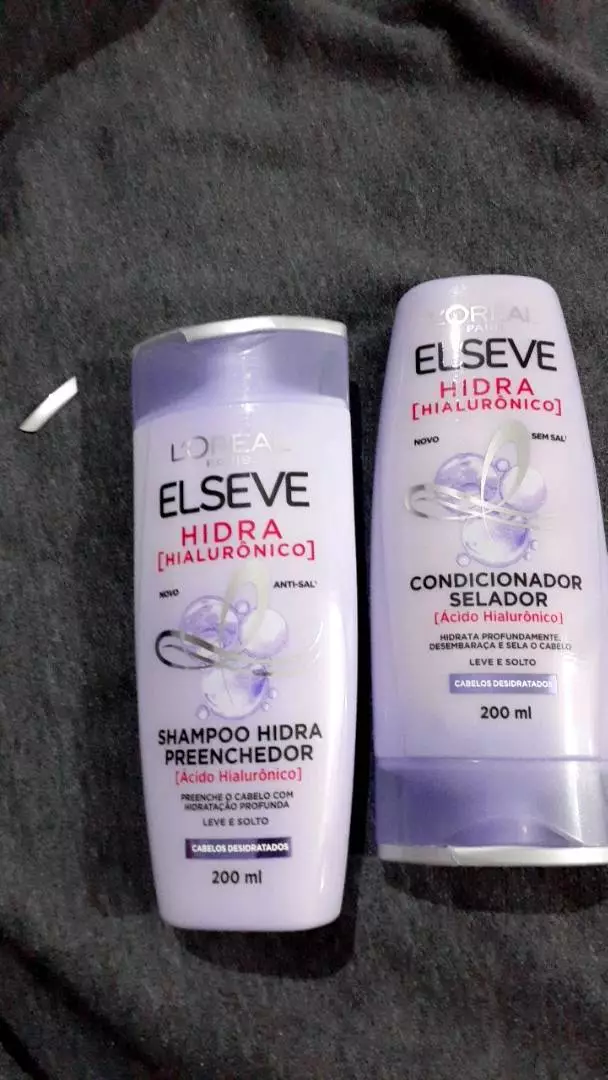 L'ORÉAL
PARIS
ELSEVE
HIDRA
[HIALURÔNICO]
NOVO
ANTI-SAL¹
SHAMPOO HIDRA
PREENCHEDOR
[Ácido Hialurônico]
PREENCHE O CABELO COM
HIDRATAÇÃO PROFUNDA
LEVE E SOLTO
CABELOS DESIDRATADOS
200 ml
L'ORÉAL
PARIS
ELSEVE
HIDRA
[HIALURÔNICO]
NOVO
SEM SAL¹
CONDICIONADOR
SELADOR
[Ácido Hialurônico]
HIDRATA PROFUNDAMENTE,
DESEMBARAÇA E SELA O CABELO
LEVE E SOLTO
CABELOS DESIDRATADOS
200 ml